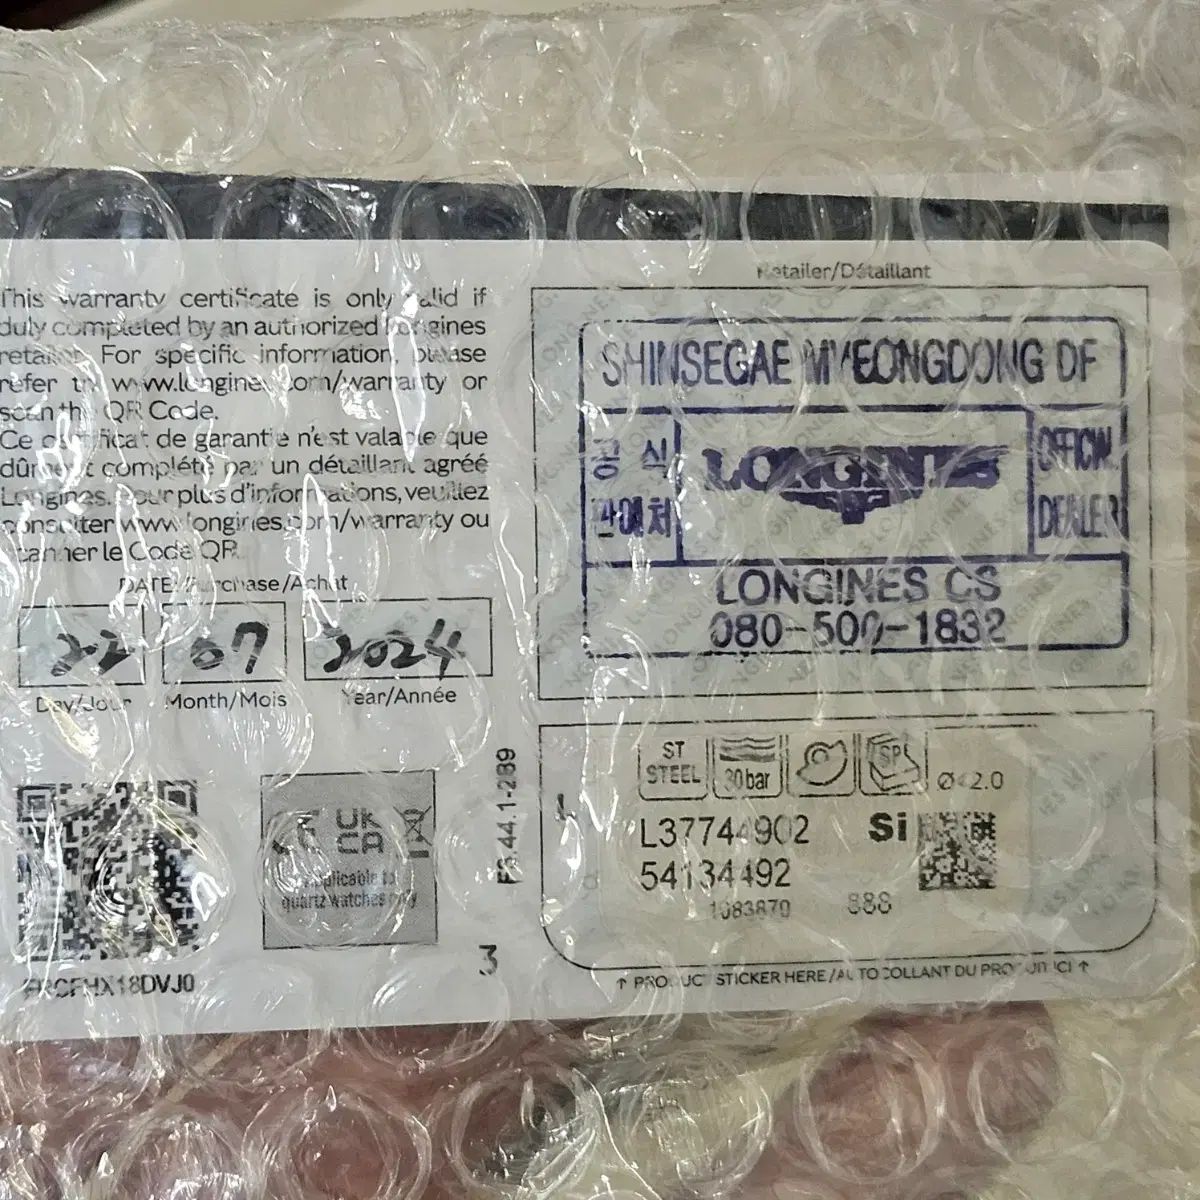 This warranty certificate is only valid if
duly completed by an authorized Longines
retailer. For specific information, please
refer to www.longines.com/warranty or
scan the QR Code.
Ce certificat de garantie n'est valable que
dûment complété par un détaillant agréé
Longines. Pour plus d'informations, veuillez
consulter www.longines.com/warranty ou
scanner le Code QR.
DATE: Purchase/Achat
22 07 2024
Day/Jour Month/Mois Year/Année
CE UKCA
Applicable to
quartz watches only
18DVJ0
FS.44.1-289
3
Retailer/Détaillant
SHINSEGAE MYEONGDONG DF
공식
판매처
LONGINES
OFFICIAL
DEALER
LONGINES CS
080-500-1832
ST
STEEL
30 bar
SP
Ø42.0
L37744902
Si
54134492
1083870 888
↑ PRODUCT STICKER HERE/AUTOCOLLANT DU PRODUIT ICI ↑